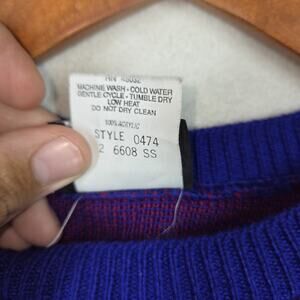 MACHINE WASH - COLD WATER
GENTLE CYCLE - TUMBLE DRY
LOW HEAT
DO NOT DRY CLEAN
100% ACRYLIC
STYLE 0474
2 6608 SS